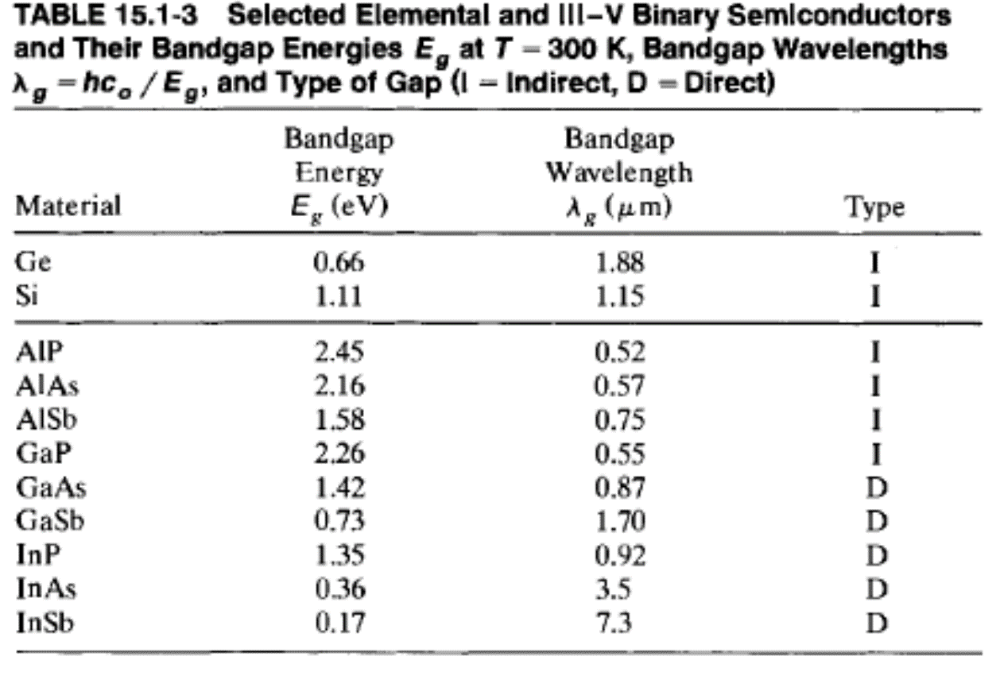 TABLE 15.1-3 Selected Elemental and III–V Binary Semiconductors
and Their Bandgap Energies E_g at T = 300 K, Bandgap Wavelengths
λ_g = hc_o / E_g, and Type of Gap (I = Indirect, D = Direct)
Bandgap Bandgap
Energy Wavelength
Material E_g (eV) λ_g (μm) Type
Ge 0.66 1.88 I
Si 1.11 1.15 I
AlP 2.45 0.52 I
AlAs 2.16 0.57 I
AlSb 1.58 0.75 I
GaP 2.26 0.55 I
GaAs 1.42 0.87 D
GaSb 0.73 1.70 D
InP 1.35 0.92 D
InAs 0.36 3.5 D
InSb 0.17 7.3 D